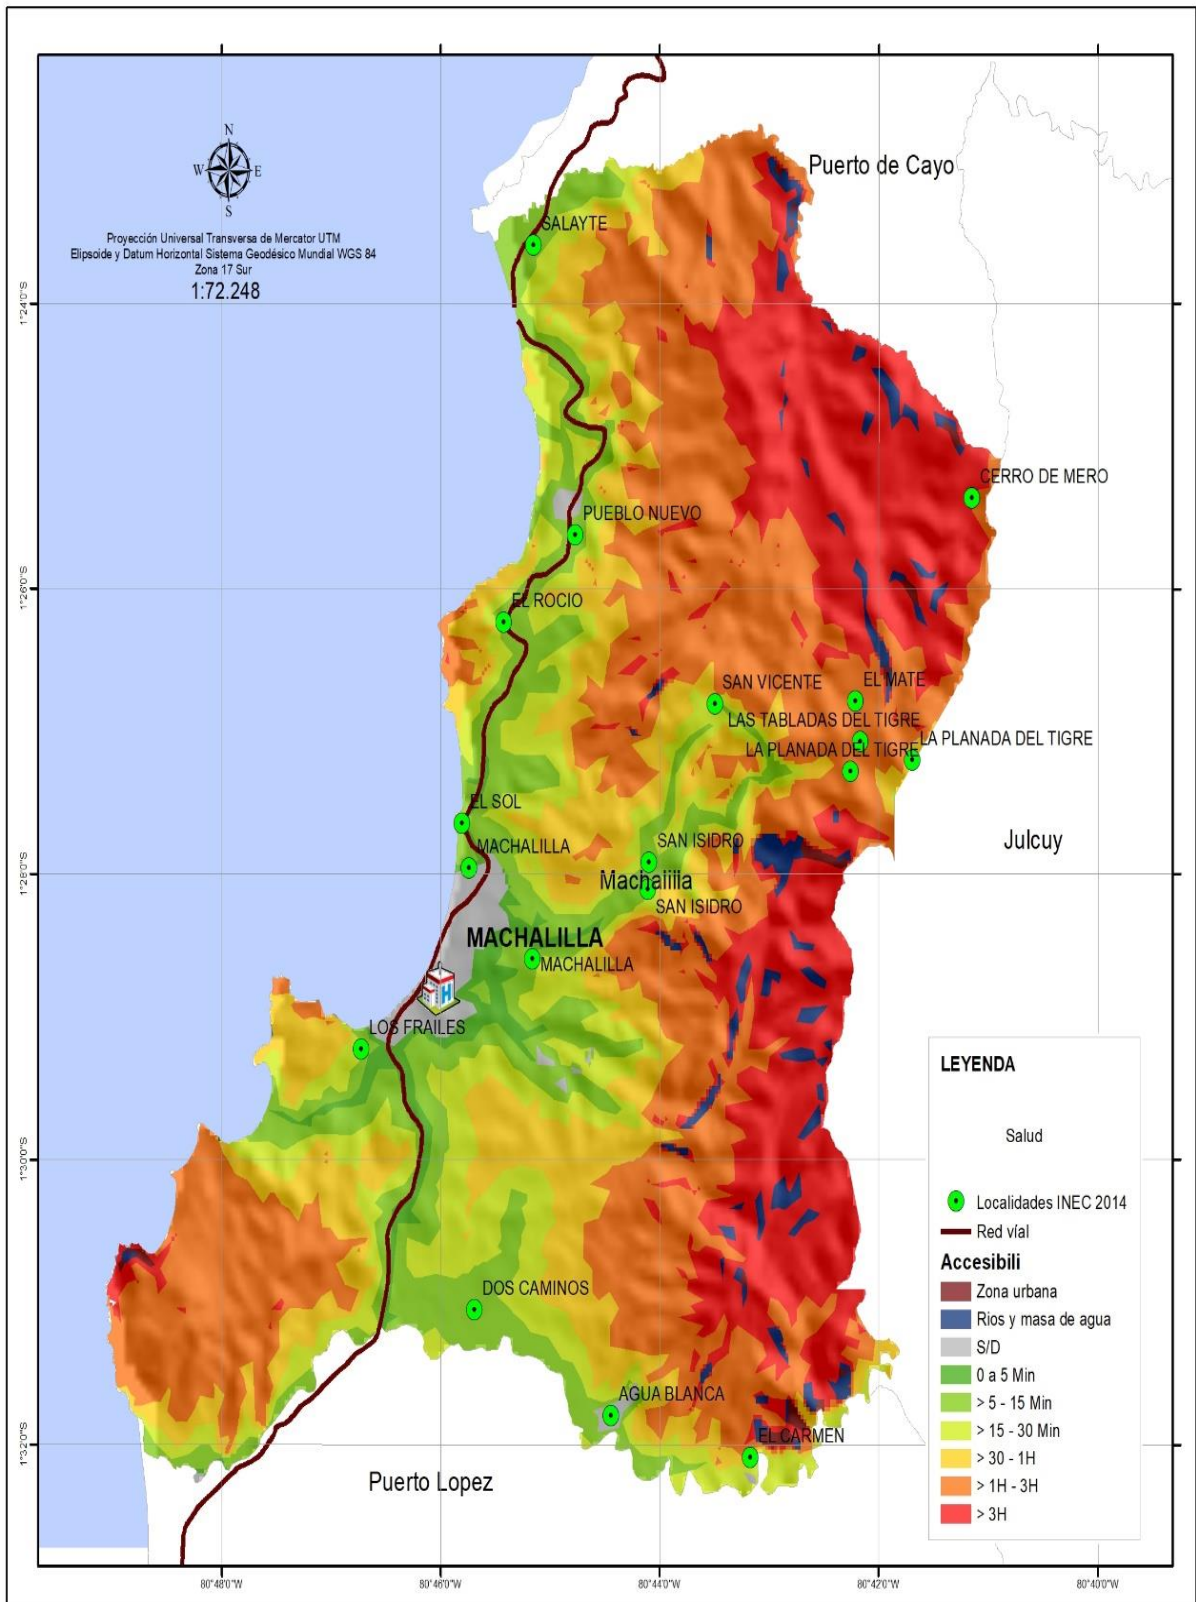 N
W E
S
Proyección Universal Transversa de Mercator UTM
Elipsoide y Datum Horizontal Sistema Geodésico Mundial WGS 84
Zona 17 Sur
1:72.248
Puerto de Cayo
SALAYTE
1°24'0"S
CERRO DE MERO
PUEBLO NUEVO
1°26'0"S
EL ROCIO
SAN VICENTE
EL MATE
LAS TABLADAS DEL TIGRE
LA PLANADA DEL TIGRE
LA PLANADA DEL TIGRE
EL SOL
MACHALILLA
SAN ISIDRO
Julcuy
1°28'0"S
Machalilla
SAN ISIDRO
MACHALILLA
MACHALILLA
H
LOS FRAILES
1°30'0"S
DOS CAMINOS
AGUA BLANCA
EL CARMEN
1°32'0"S
Puerto Lopez
LEYENDA
Salud
Localidades INEC 2014
Red víal
Accesibili
Zona urbana
Rios y masa de agua
S/D
0 a 5 Min
> 5 - 15 Min
> 15 - 30 Min
> 30 - 1H
> 1H - 3H
> 3H
80°48'0"W
80°46'0"W
80°44'0"W
80°42'0"W
80°40'0"W